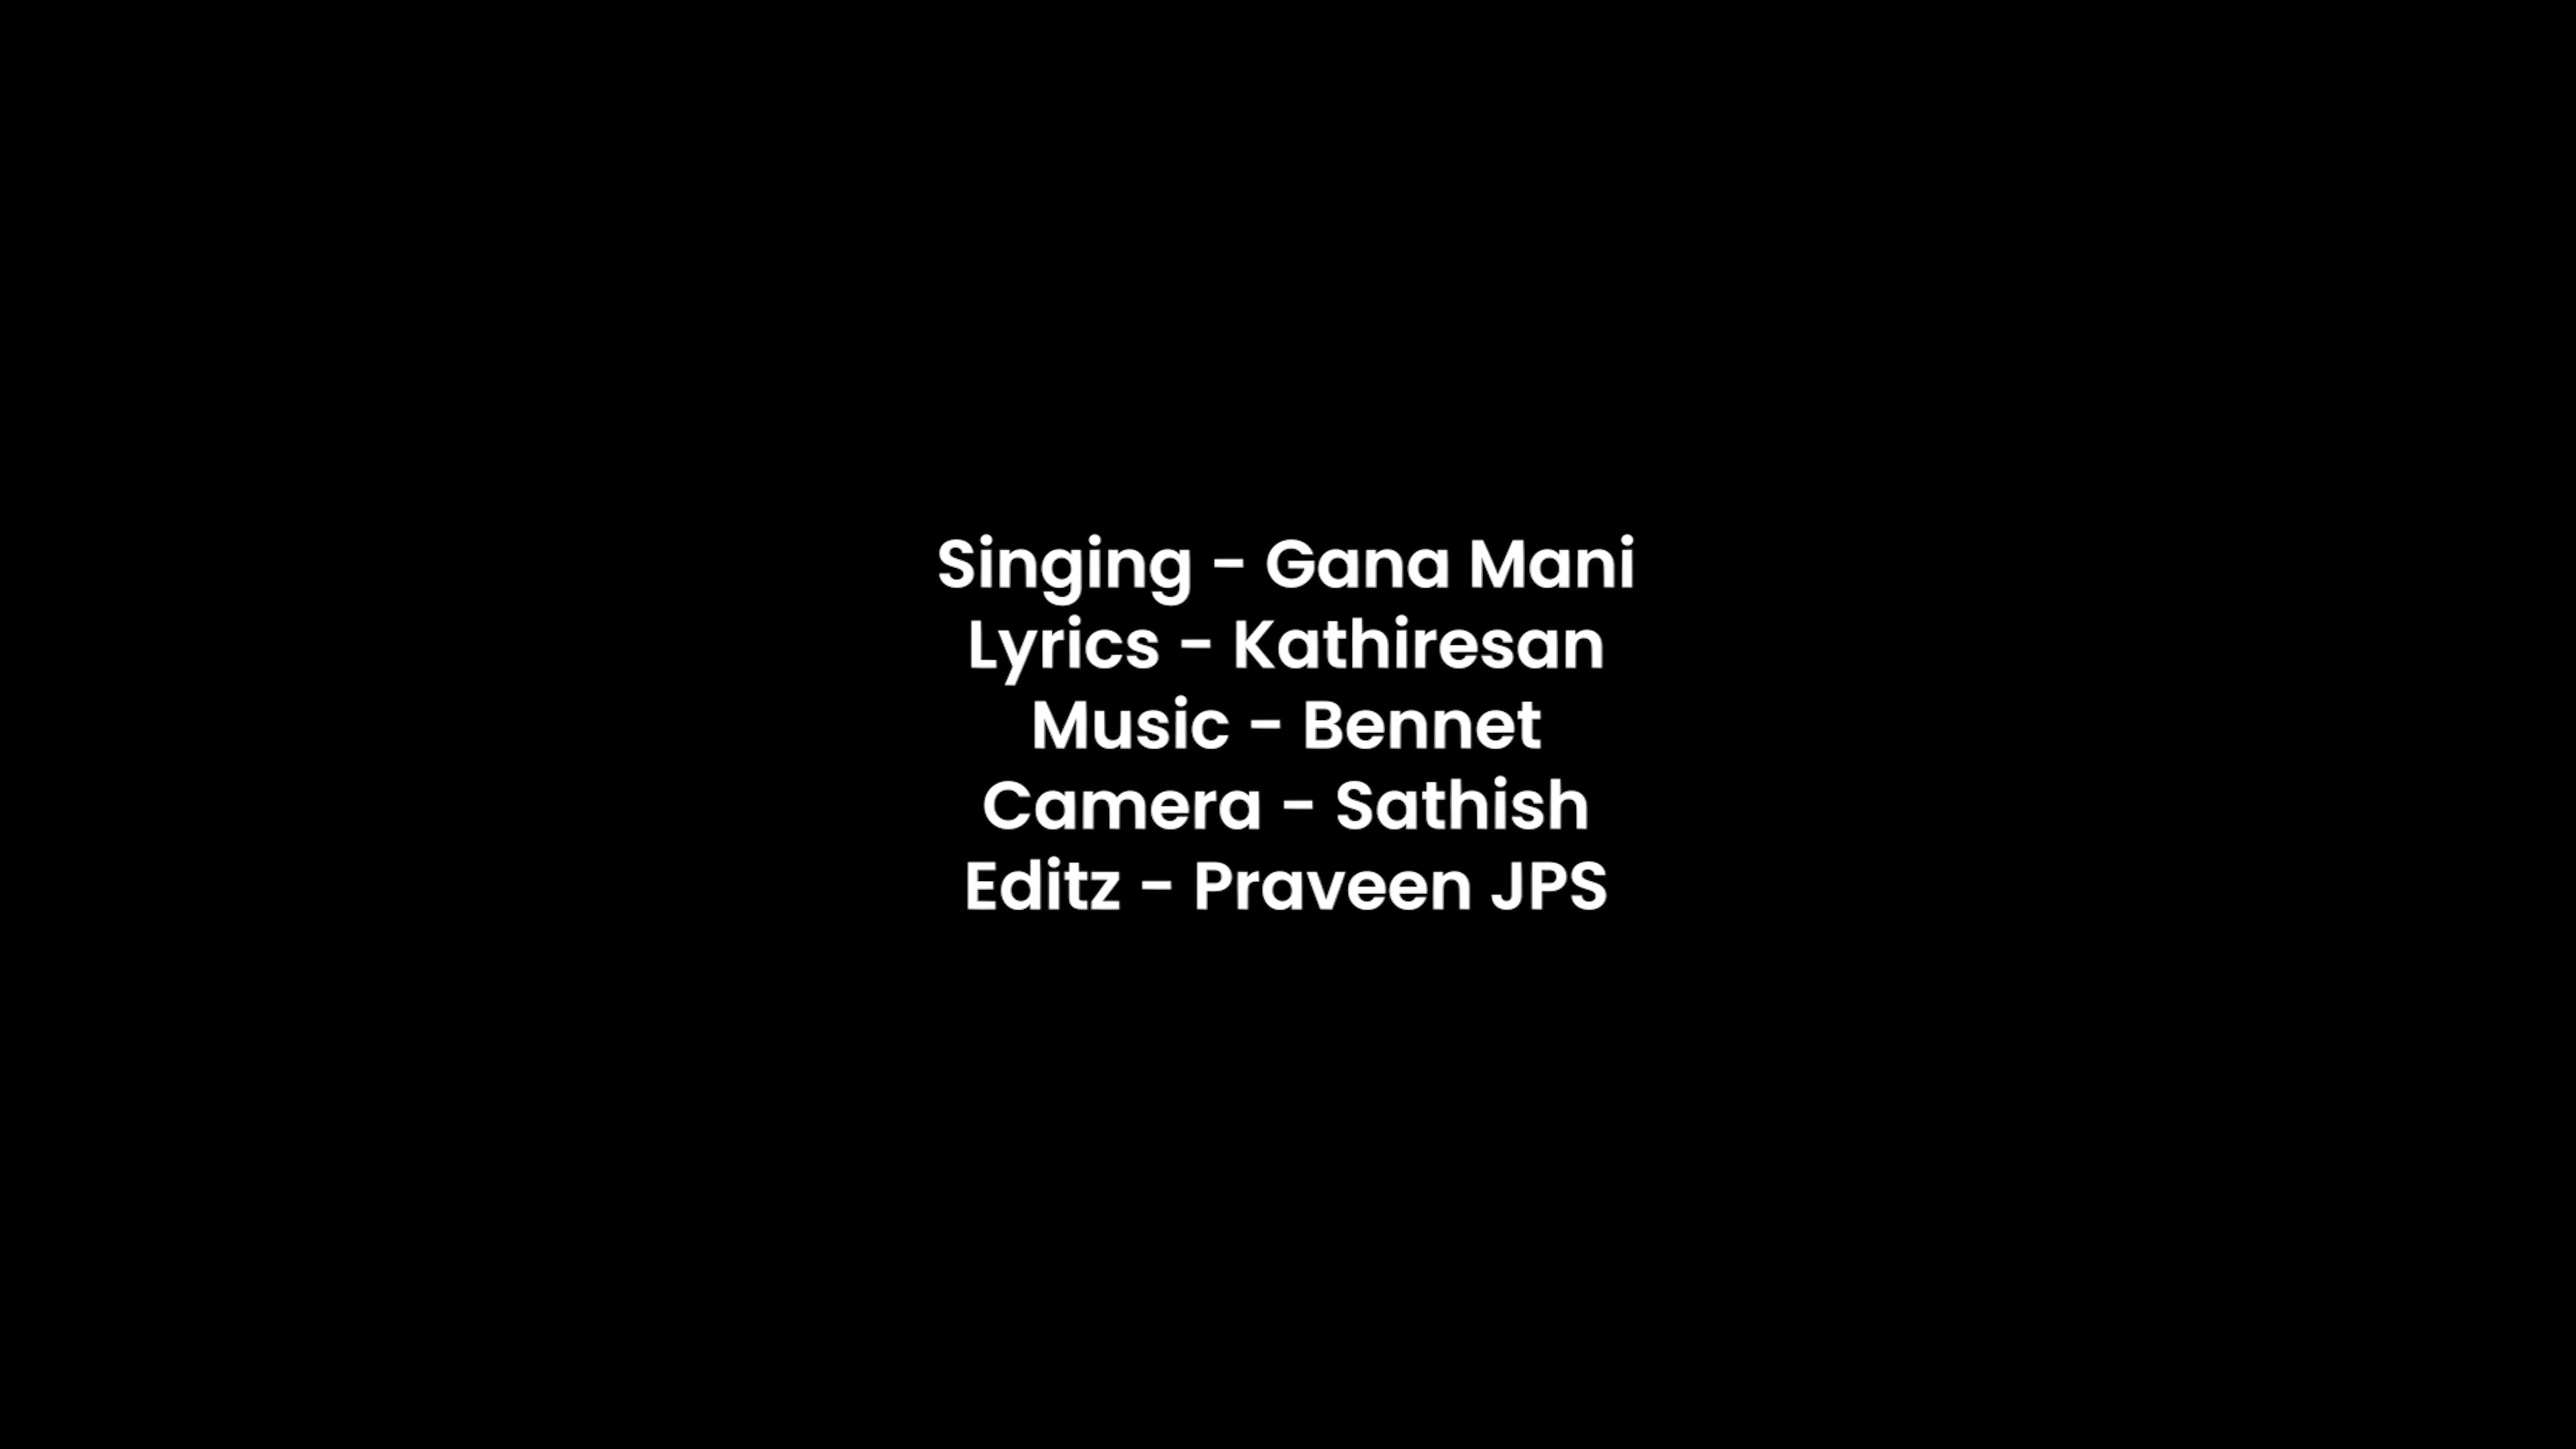 Singing - Gana Mani
Lyrics - Kathiresan
Music - Bennet
Camera - Sathish
Editz - Praveen JPS